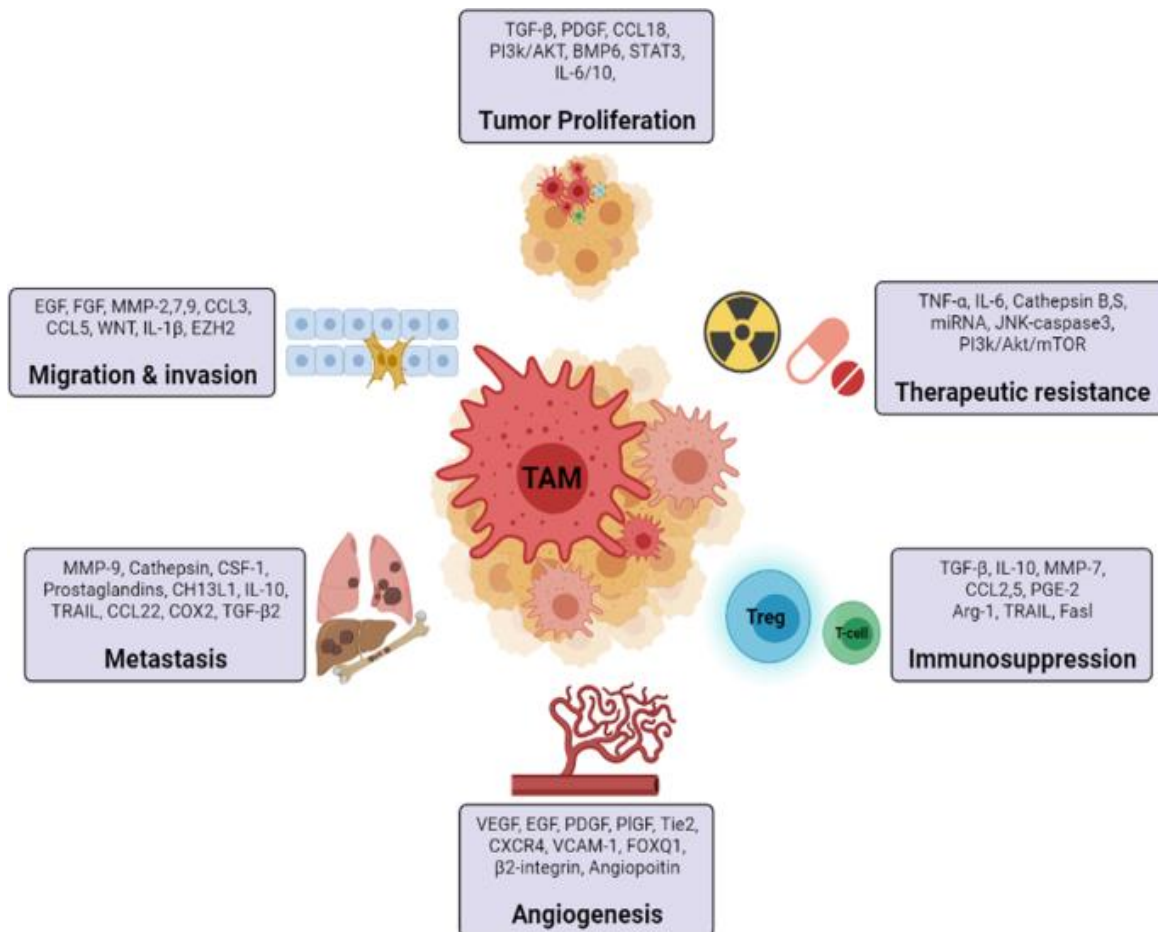 TGF-β, PDGF, CCL18,
PI3k/AKT, BMP6, STAT3,
IL-6/10,
Tumor Proliferation
EGF, FGF, MMP-2,7,9, CCL3,
CCL5, WNT, IL-1β, EZH2
Migration & invasion
TNF-α, IL-6, Cathepsin B,S,
miRNA, JNK-caspase3,
PI3k/Akt/mTOR
Therapeutic resistance
TAM
MMP-9, Cathepsin, CSF-1,
Prostaglandins, CH13L1, IL-10,
TRAIL, CCL22, COX2, TGF-β2
Metastasis
Treg
T-cell
TGF-β, IL-10, MMP-7,
CCL2,5, PGE-2
Arg-1, TRAIL, Fasl
Immunosuppression
VEGF, EGF, PDGF, PlGF, Tie2,
CXCR4, VCAM-1, FOXQ1,
β2-integrin, Angiopoitin
Angiogenesis